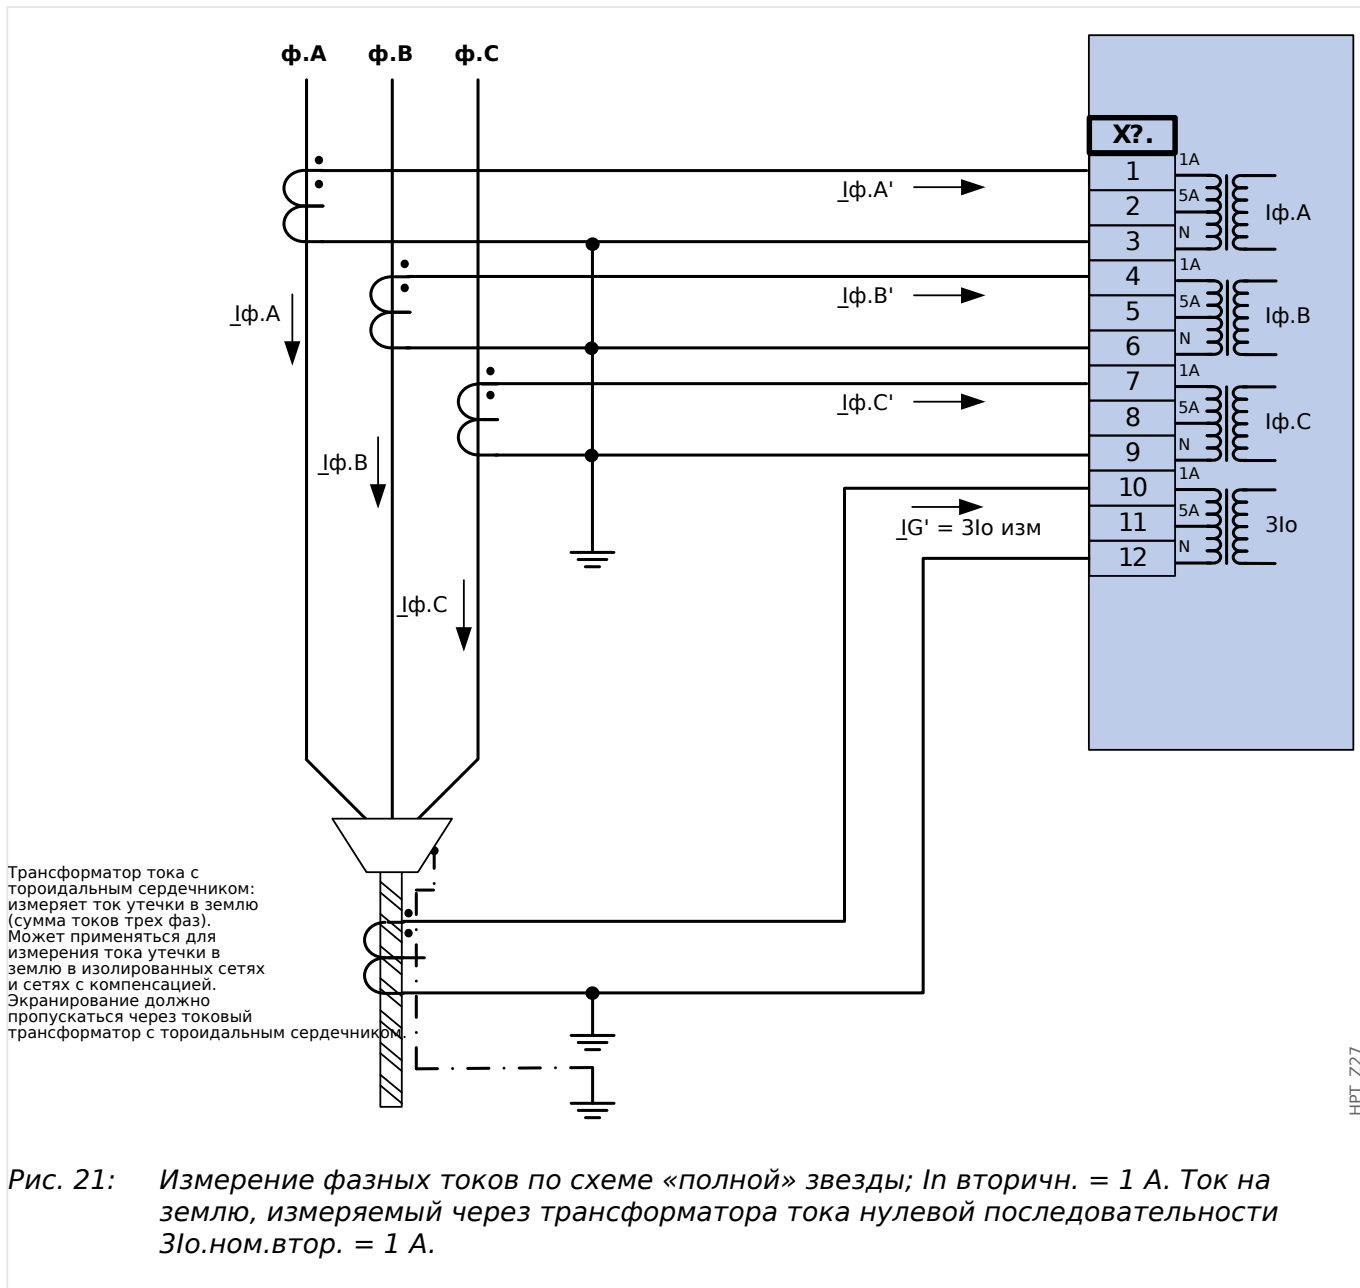 ф.А ф.В ф.С
X?.
1 1A
2 5A
3 N
Iф.A
4 1A
5 5A
6 N
Iф.B
7 1A
8 5A
9 N
Iф.C
10 1A
11 5A
12 N
3Io
_Iф.A'
_Iф.B'
_Iф.C'
_IG' = 3Io изм
_Iф.A
_Iф.B
_Iф.C
Трансформатор тока с
тороидальным сердечником:
измеряет ток утечки в землю
(сумма токов трех фаз).
Может применяться для
измерения тока утечки в
землю в изолированных сетях
и сетях с компенсацией.
Экранирование должно
пропускаться через токовый
трансформатор с тороидальным сердечником.
HPT_Z27
Рис. 21: Измерение фазных токов по схеме «полной» звезды; In вторичн. = 1 А. Ток на
землю, измеряемый через трансформатора тока нулевой последовательности
3Io.ном.втор. = 1 А.